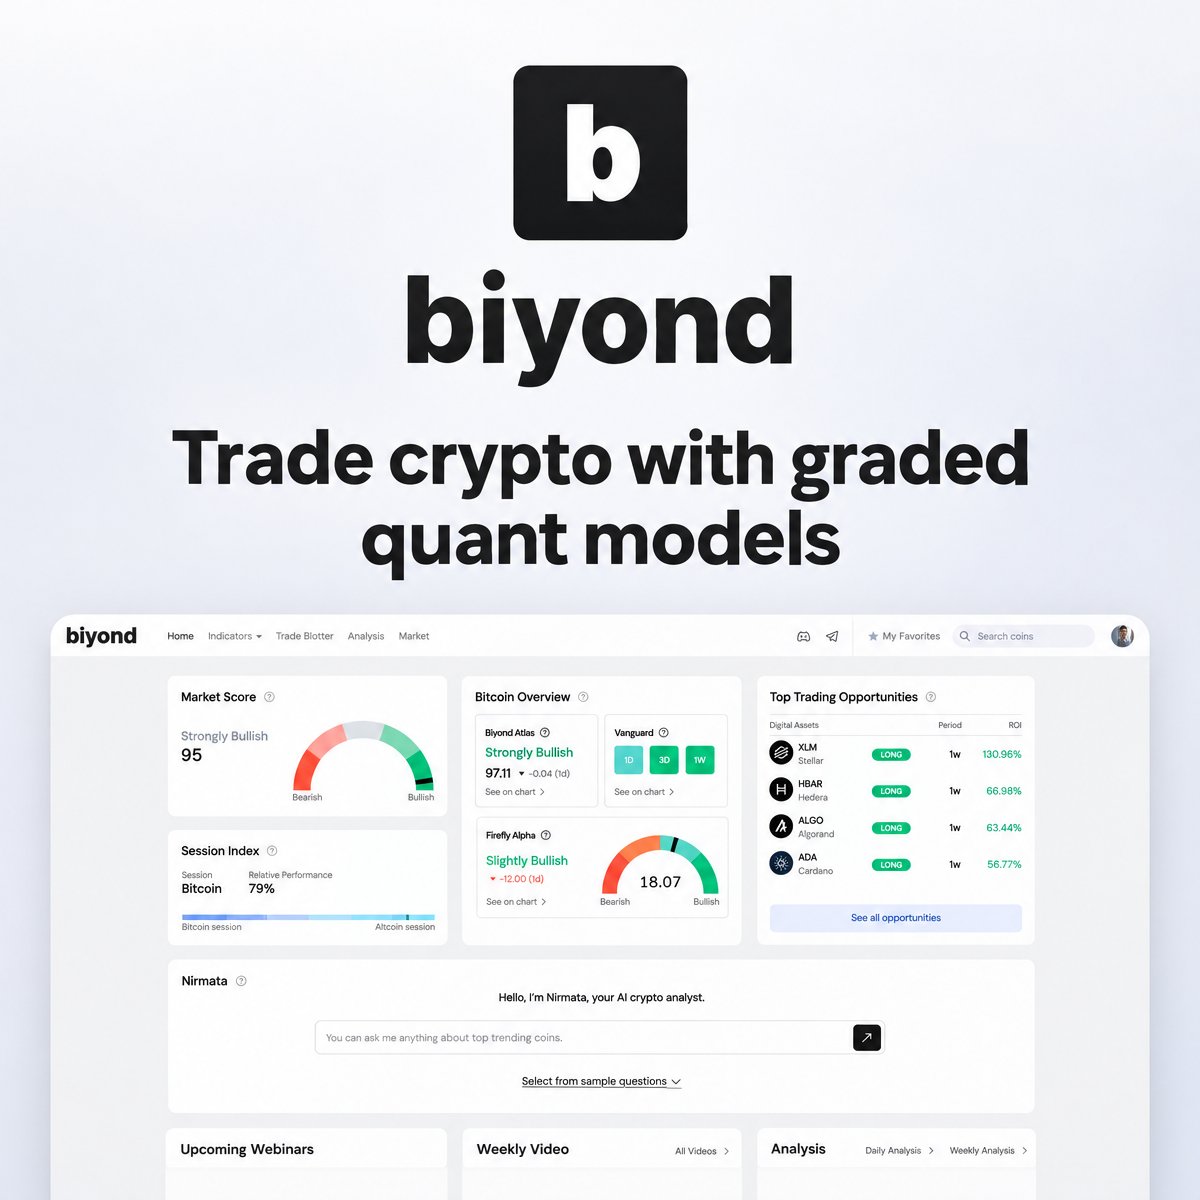 b
biyond
Trade crypto with graded
quant models
biyond Home Indicators Trade Blotter Analysis Market My Favorites Search coins
Market Score ?
Strongly Bullish
95
Bearish Bullish
Session Index ?
Session Relative Performance
Bitcoin 79%
Bitcoin session Altcoin session
Bitcoin Overview ?
Biyond Atlas ?
Strongly Bullish
97.11 ▼ -0.04 (1d)
See on chart >
Vanguard ?
1D 3D 1W
See on chart >
Firefly Alpha ?
Slightly Bullish
▼ -12.00 (1d)
See on chart >
18.07
Bearish Bullish
Top Trading Opportunities ?
Digital Assets Period ROI
XLM
Stellar
LONG 1w 130.96%
HBAR
Hedera
LONG 1w 66.98%
ALGO
Algorand
LONG 1w 63.44%
ADA
Cardano
LONG 1w 56.77%
See all opportunities
Nirmata ?
Hello, I'm Nirmata, your AI crypto analyst.
You can ask me anything about top trending coins.
Select from sample questions
Upcoming Webinars
Weekly Video All Videos >
Analysis Daily Analysis > Weekly Analysis >